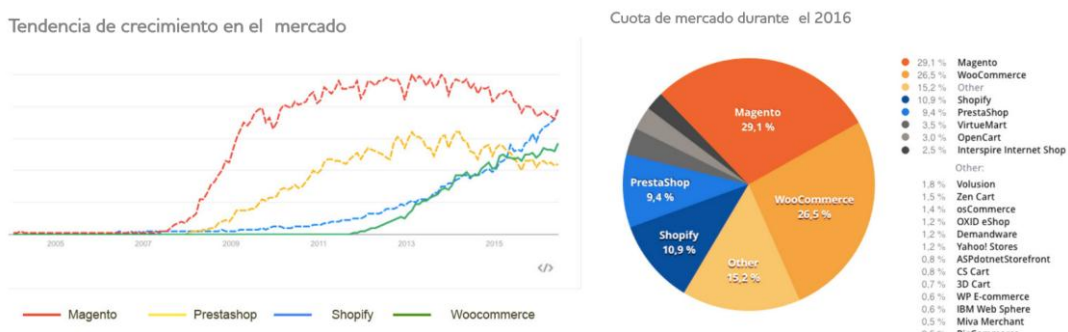 Tendencia de crecimiento en el mercado
2005 2007 2009 2011 2013 2015
</>
Magento Prestashop Shopify Woocommerce
Cuota de mercado durante el 2016
Magento
29,1 %
WooCommerce
26,5 %
Other
15,2 %
Shopify
10,9 %
PrestaShop
9,4 %
29,1 % Magento
26,5 % WooCommerce
15,2 % Other
10,9 % Shopify
9,4 % PrestaShop
3,5 % VirtueMart
3,0 % OpenCart
2,5 % Interspire Internet Shop
Other:
1,8 % Volusion
1,5 % Zen Cart
1,4 % osCommerce
1,2 % OXID eShop
1,2 % Demandware
1,2 % Yahoo! Stores
0,8 % ASPdotnetStorefront
0,8 % CS Cart
0,7 % 3D Cart
0,6 % WP E-commerce
0,6 % IBM Web Sphere
0,5 % Miva Merchant